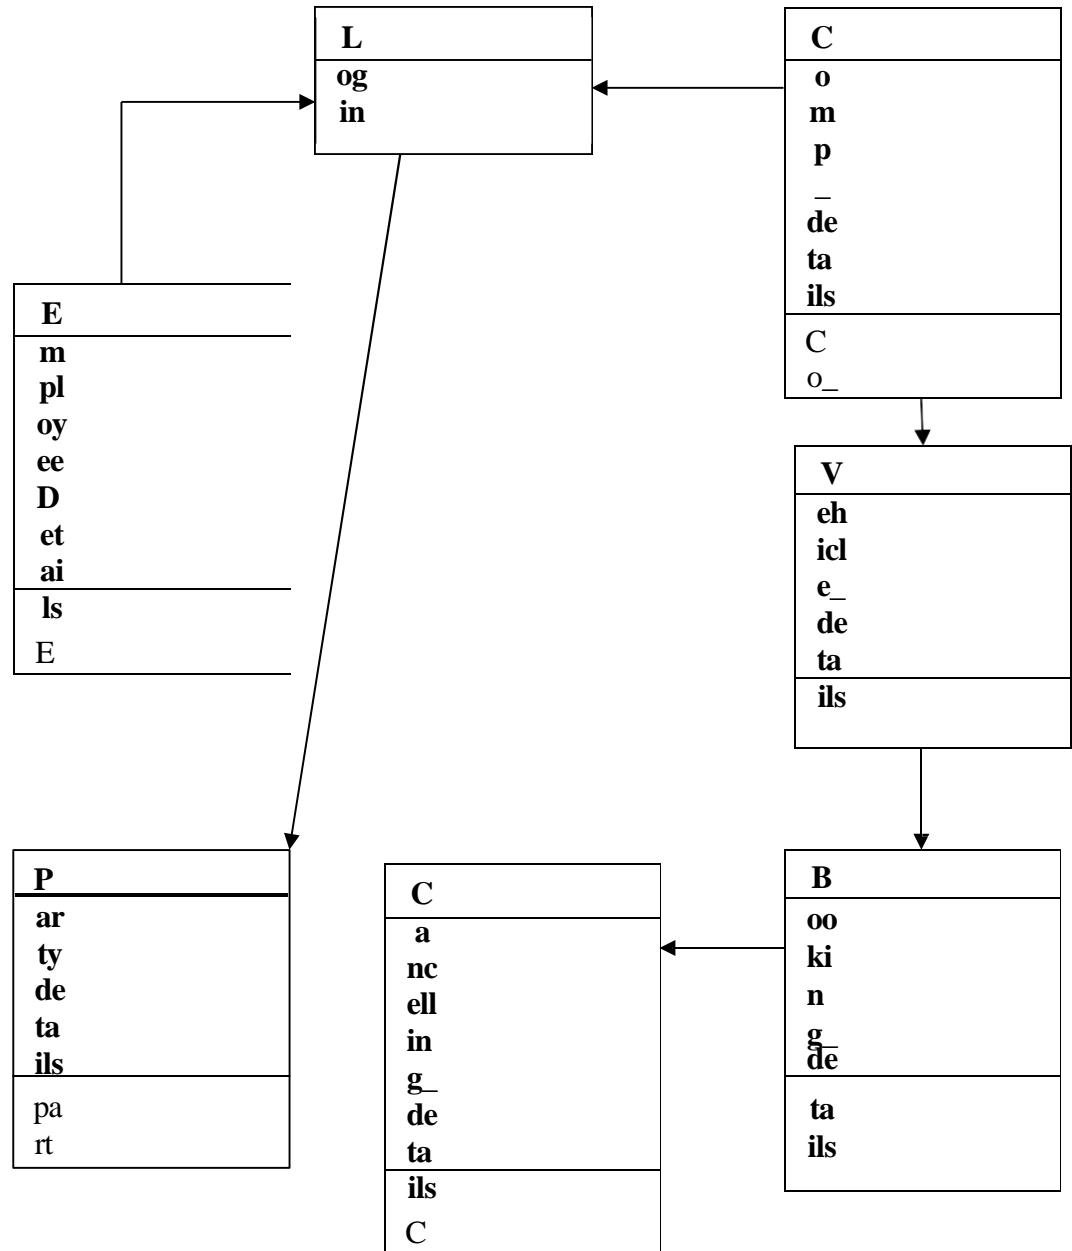 L
og
in
C
o
m
p
_
de
ta
ils
C
o_
E
m
pl
oy
ee
D
et
ai
ls
E
V
eh
icl
e_
de
ta
ils
P
ar
ty
de
ta
ils
pa
rt
C
a
nc
ell
in
g_
de
ta
ils
C
B
oo
ki
n
g_
de
ta
ils